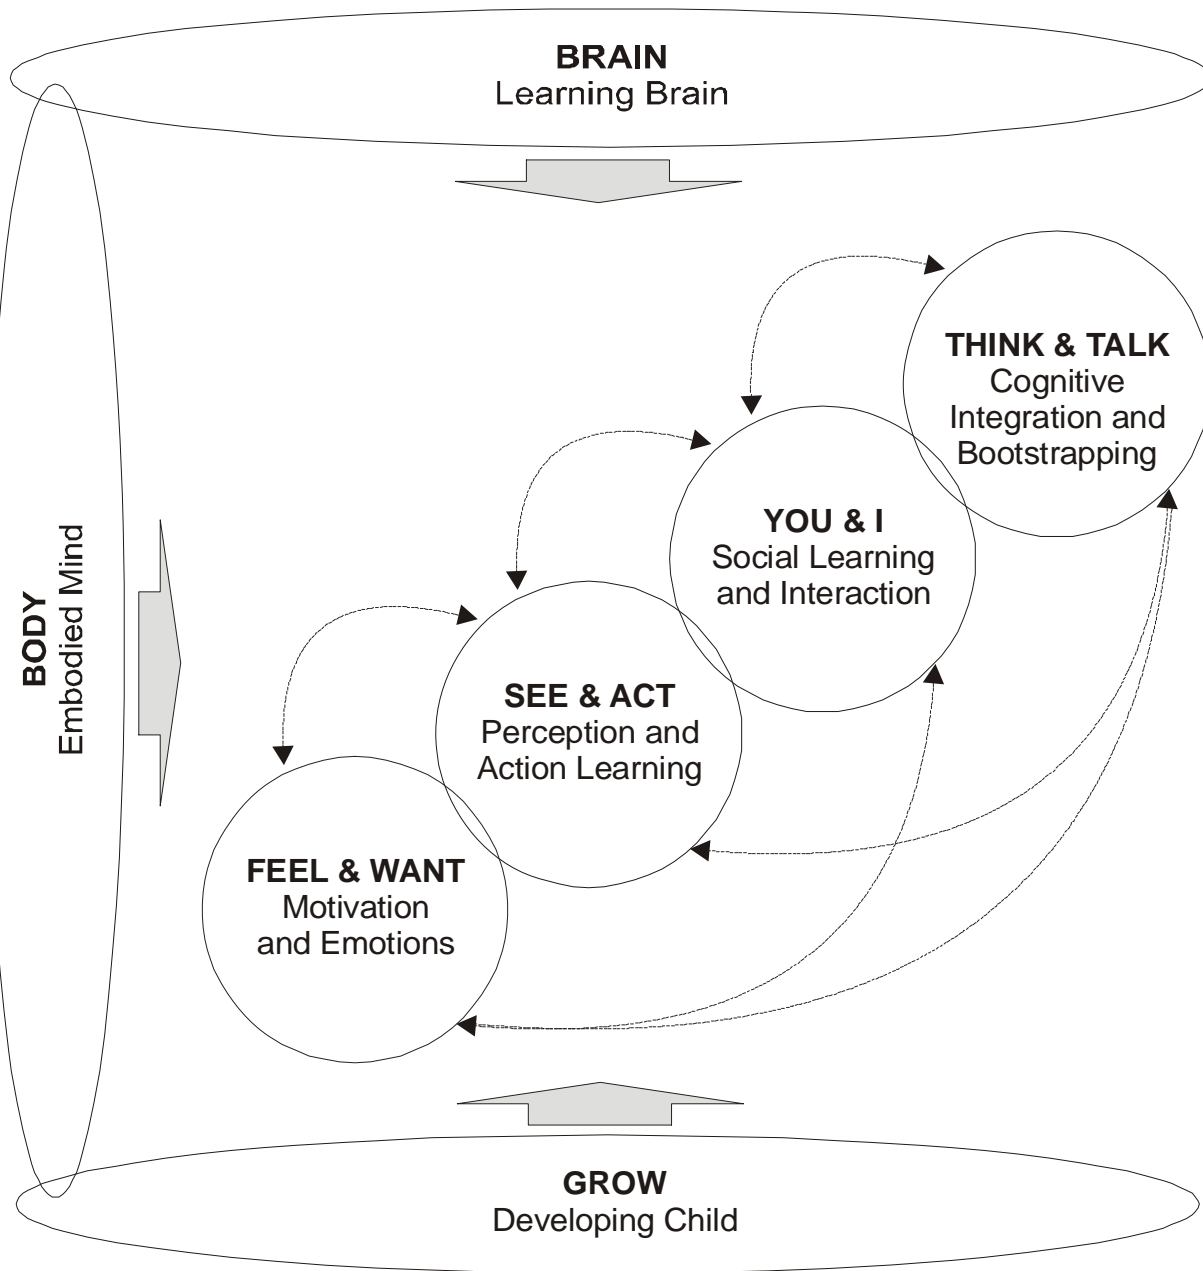 BRAIN
Learning Brain
THINK & TALK
Cognitive
Integration and
Bootstrapping
YOU & I
Social Learning
and Interaction
BODY
Embodied Mind
SEE & ACT
Perception and
Action Learning
FEEL & WANT
Motivation
and Emotions
GROW
Developing Child